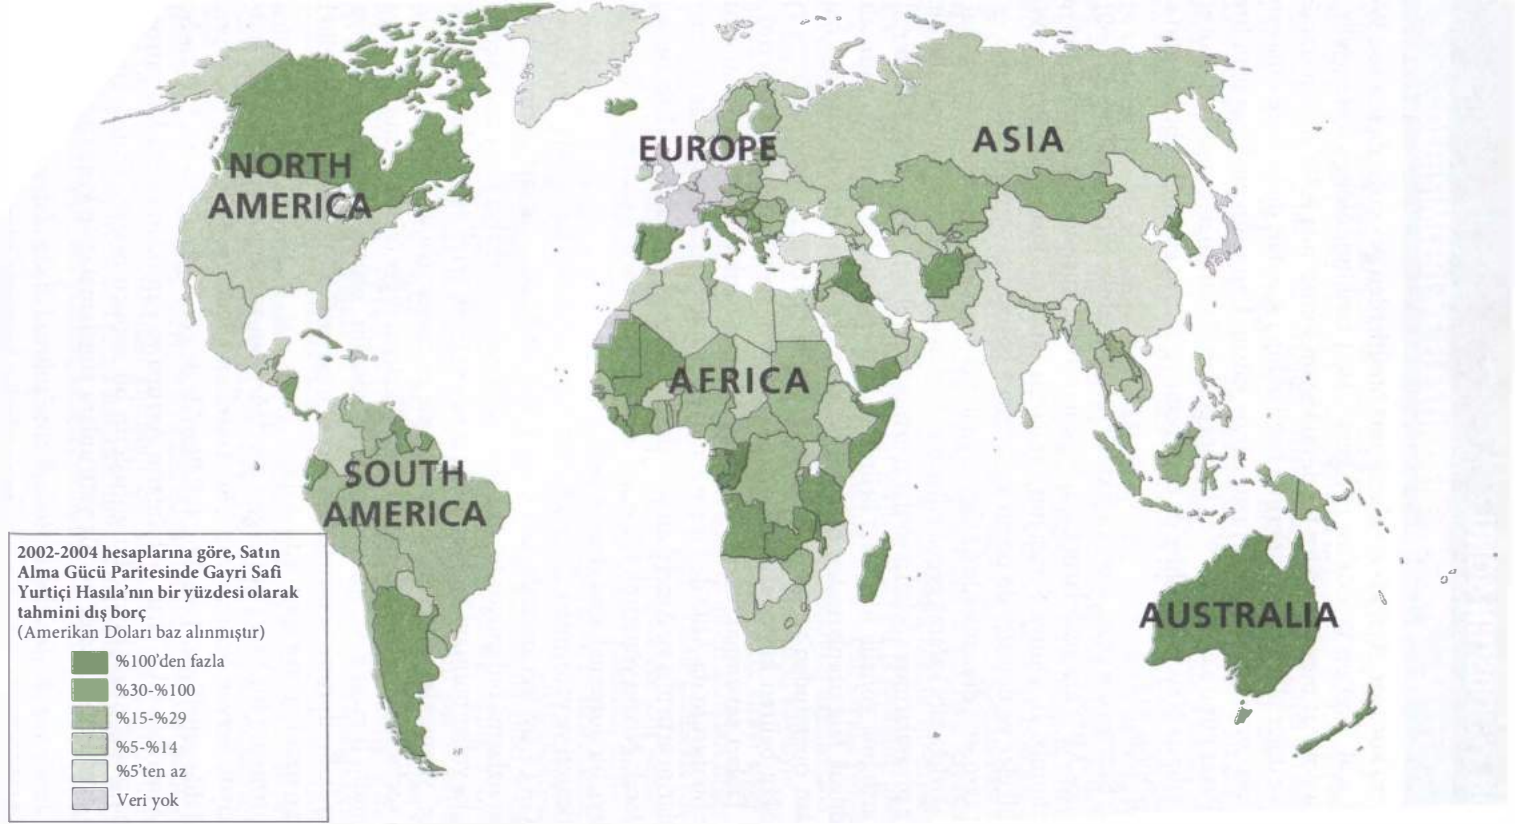 NORTH
AMERICA
EUROPE
ASIA
AFRICA
SOUTH
AMERICA
AUSTRALIA
2002-2004 hesaplarına göre, Satın
Alma Gücü Paritesinde Gayri Safi
Yurtiçi Hasıla’nın bir yüzdesi olarak
tahmini dış borç
(Amerikan Doları baz alınmıştır)
%100’den fazla
%30-%100
%15-%29
%5-%14
%5’ten az
Veri yok